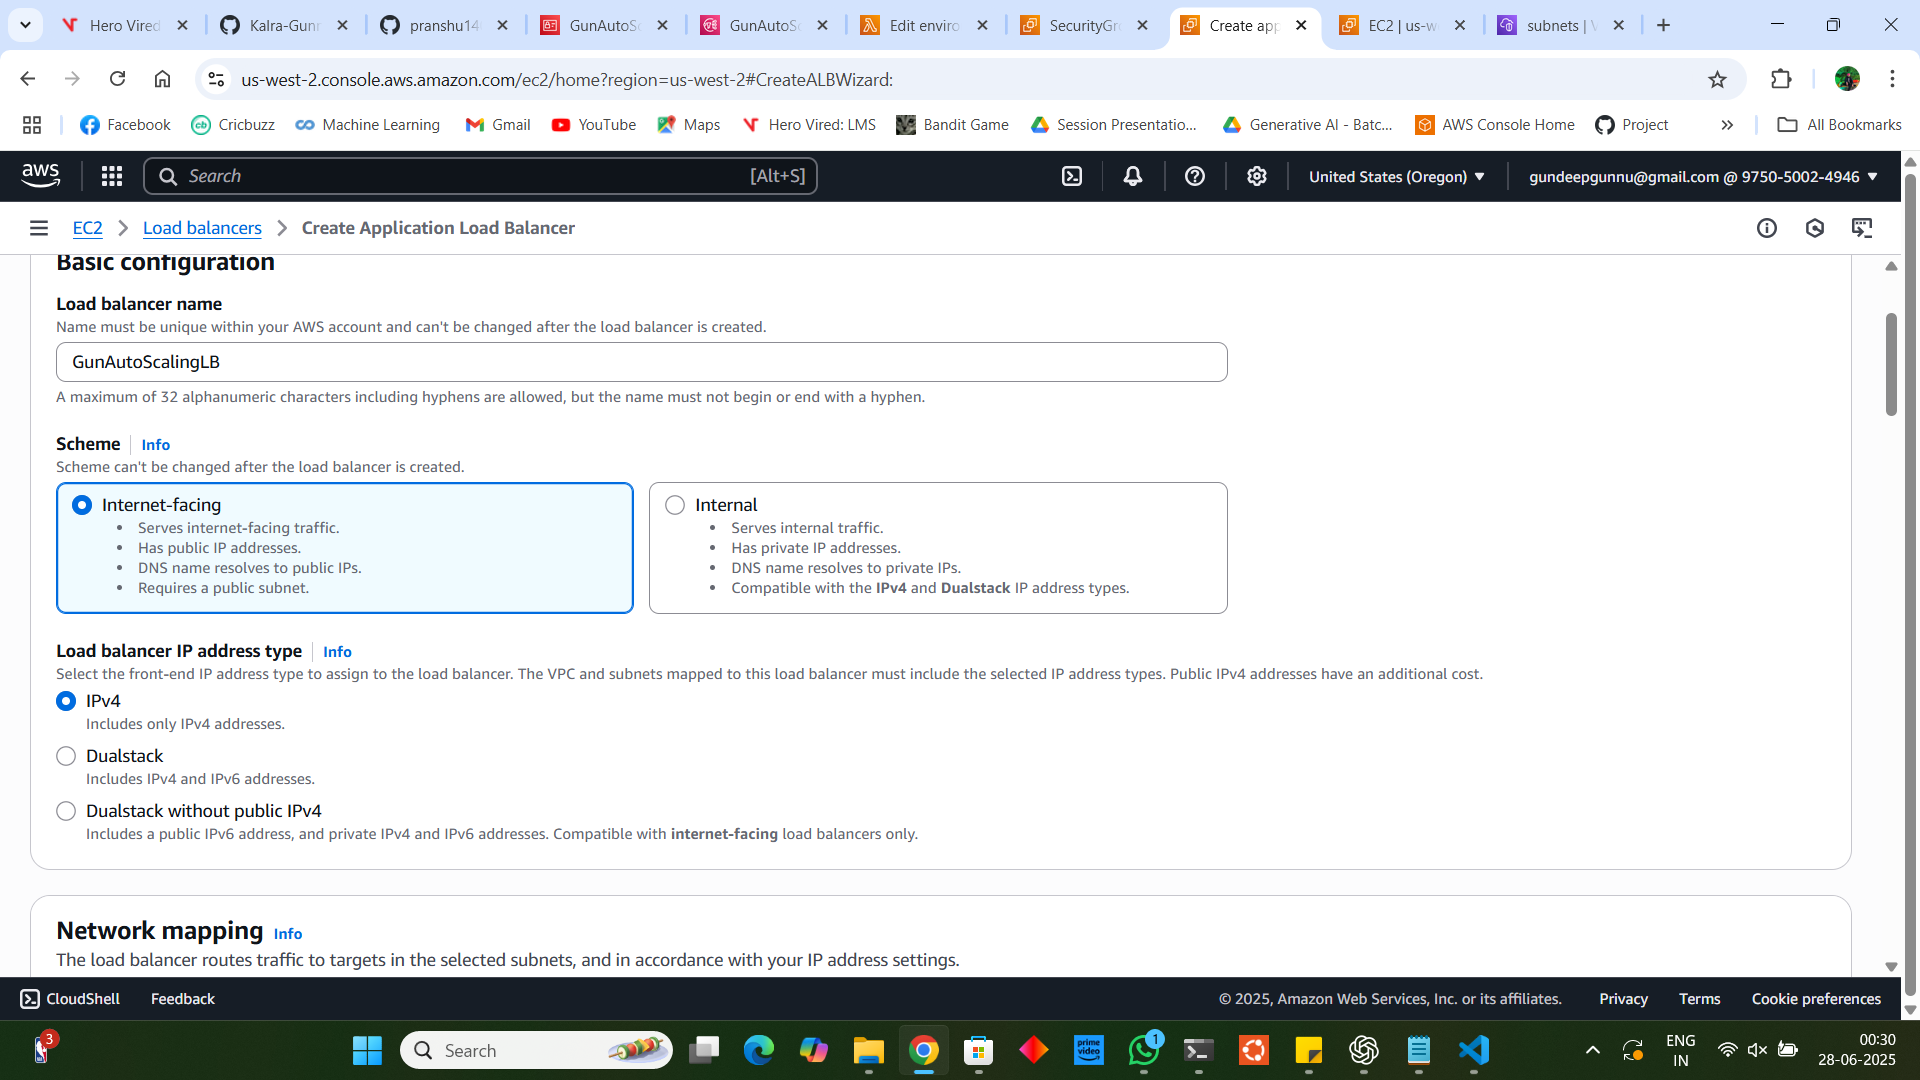 Hero Vired
Kalra-Gunn
pranshu14
GunAutoSc
GunAutoSc
Edit enviro
SecurityGr
Create app
EC2 | us-w
subnets | V
us-west-2.console.aws.amazon.com/ec2/home?region=us-west-2#CreateALBWizard:
Facebook
Cricbuzz
Machine Learning
Gmail
YouTube
Maps
Hero Vired: LMS
Bandit Game
Session Presentatio...
Generative AI - Batc...
AWS Console Home
Project
All Bookmarks
aws
Search
[Alt+S]
United States (Oregon)
gundeepgunnu@gmail.com @ 9750-5002-4946
EC2
Load balancers
Create Application Load Balancer
Basic configuration
Load balancer name
Name must be unique within your AWS account and can't be changed after the load balancer is created.
GunAutoScalingLB
A maximum of 32 alphanumeric characters including hyphens are allowed, but the name must not begin or end with a hyphen.
Scheme
Info
Scheme can't be changed after the load balancer is created.
Internet-facing
• Serves internet-facing traffic.
• Has public IP addresses.
• DNS name resolves to public IPs.
• Requires a public subnet.
Internal
• Serves internal traffic.
• Has private IP addresses.
• DNS name resolves to private IPs.
• Compatible with the IPv4 and Dualstack IP address types.
Load balancer IP address type
Info
Select the front-end IP address type to assign to the load balancer. The VPC and subnets mapped to this load balancer must include the selected IP address types. Public IPv4 addresses have an additional cost.
IPv4
Includes only IPv4 addresses.
Dualstack
Includes IPv4 and IPv6 addresses.
Dualstack without public IPv4
Includes a public IPv6 address, and private IPv4 and IPv6 addresses. Compatible with internet-facing load balancers only.
Network mapping
Info
The load balancer routes traffic to targets in the selected subnets, and in accordance with your IP address settings.
CloudShell
Feedback
© 2025, Amazon Web Services, Inc. or its affiliates.
Privacy
Terms
Cookie preferences
3
Search
prime video
1
ENG
IN
00:30
28-06-2025